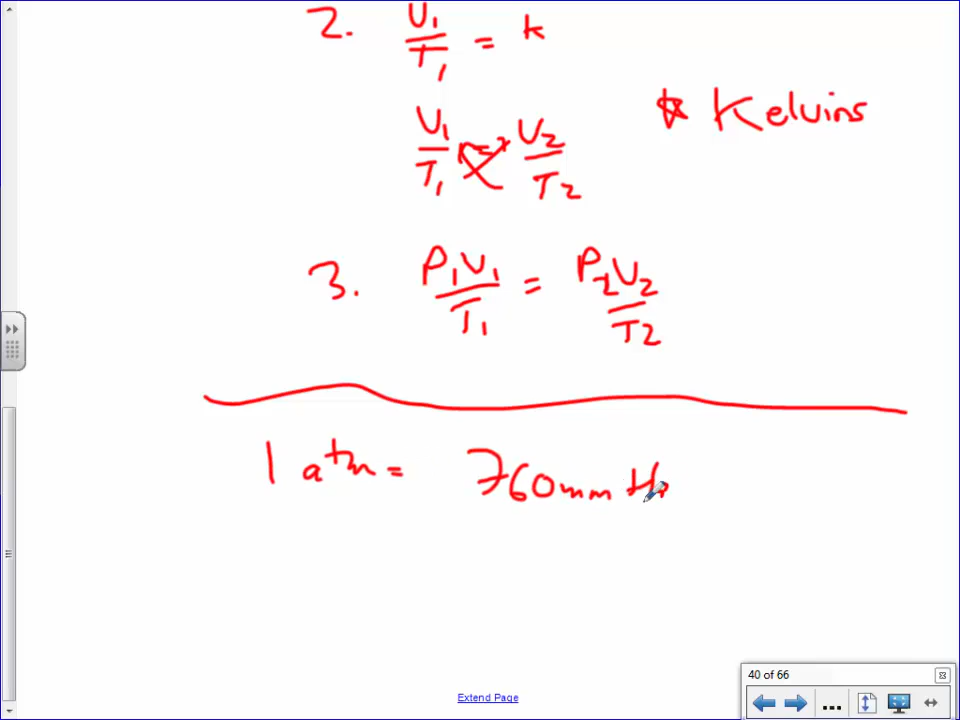 2. V1/T1 = k
* Kelvins
V1/T1 = V2/T2
3. P1V1/T1 = P2V2/T2
1 atm = 760mm H
Extend Page
40 of 66
...